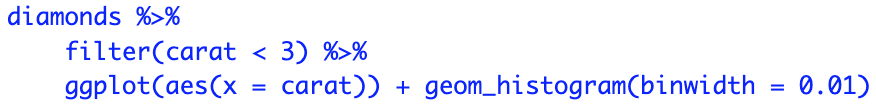 diamonds %>%
    filter(carat < 3) %>%
    ggplot(aes(x = carat)) + geom_histogram(binwidth = 0.01)